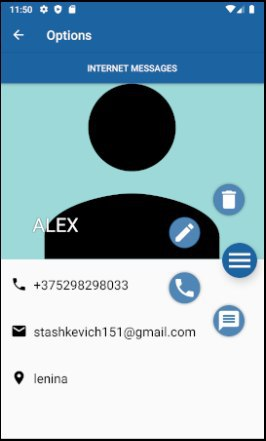 11:50
Options
INTERNET MESSAGES
ALEX
+375298298033
stashkevich151@gmail.com
lenina